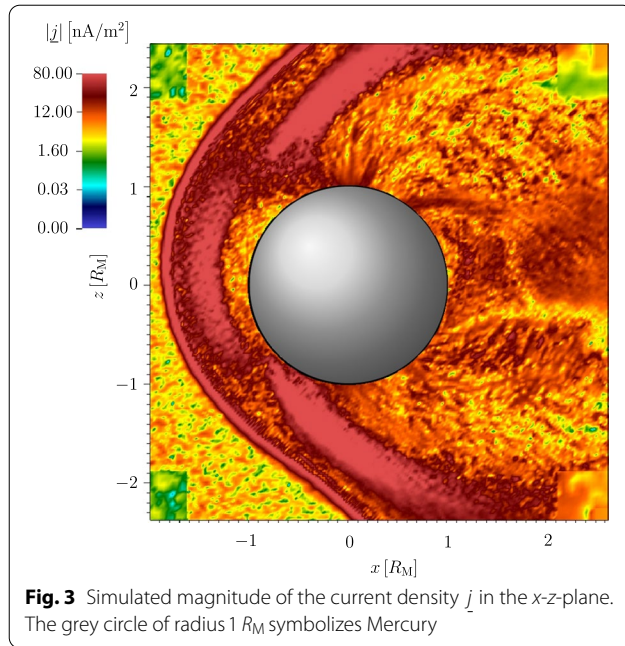 |j| [nA/m²]
80.00
12.00
1.60
0.03
0.00
z [R_M]
2
1
0
−1
−2
−1 0 1 2
x [R_M]
Fig. 3 Simulated magnitude of the current density j in the x-z-plane.
The grey circle of radius 1 R_M symbolizes Mercury